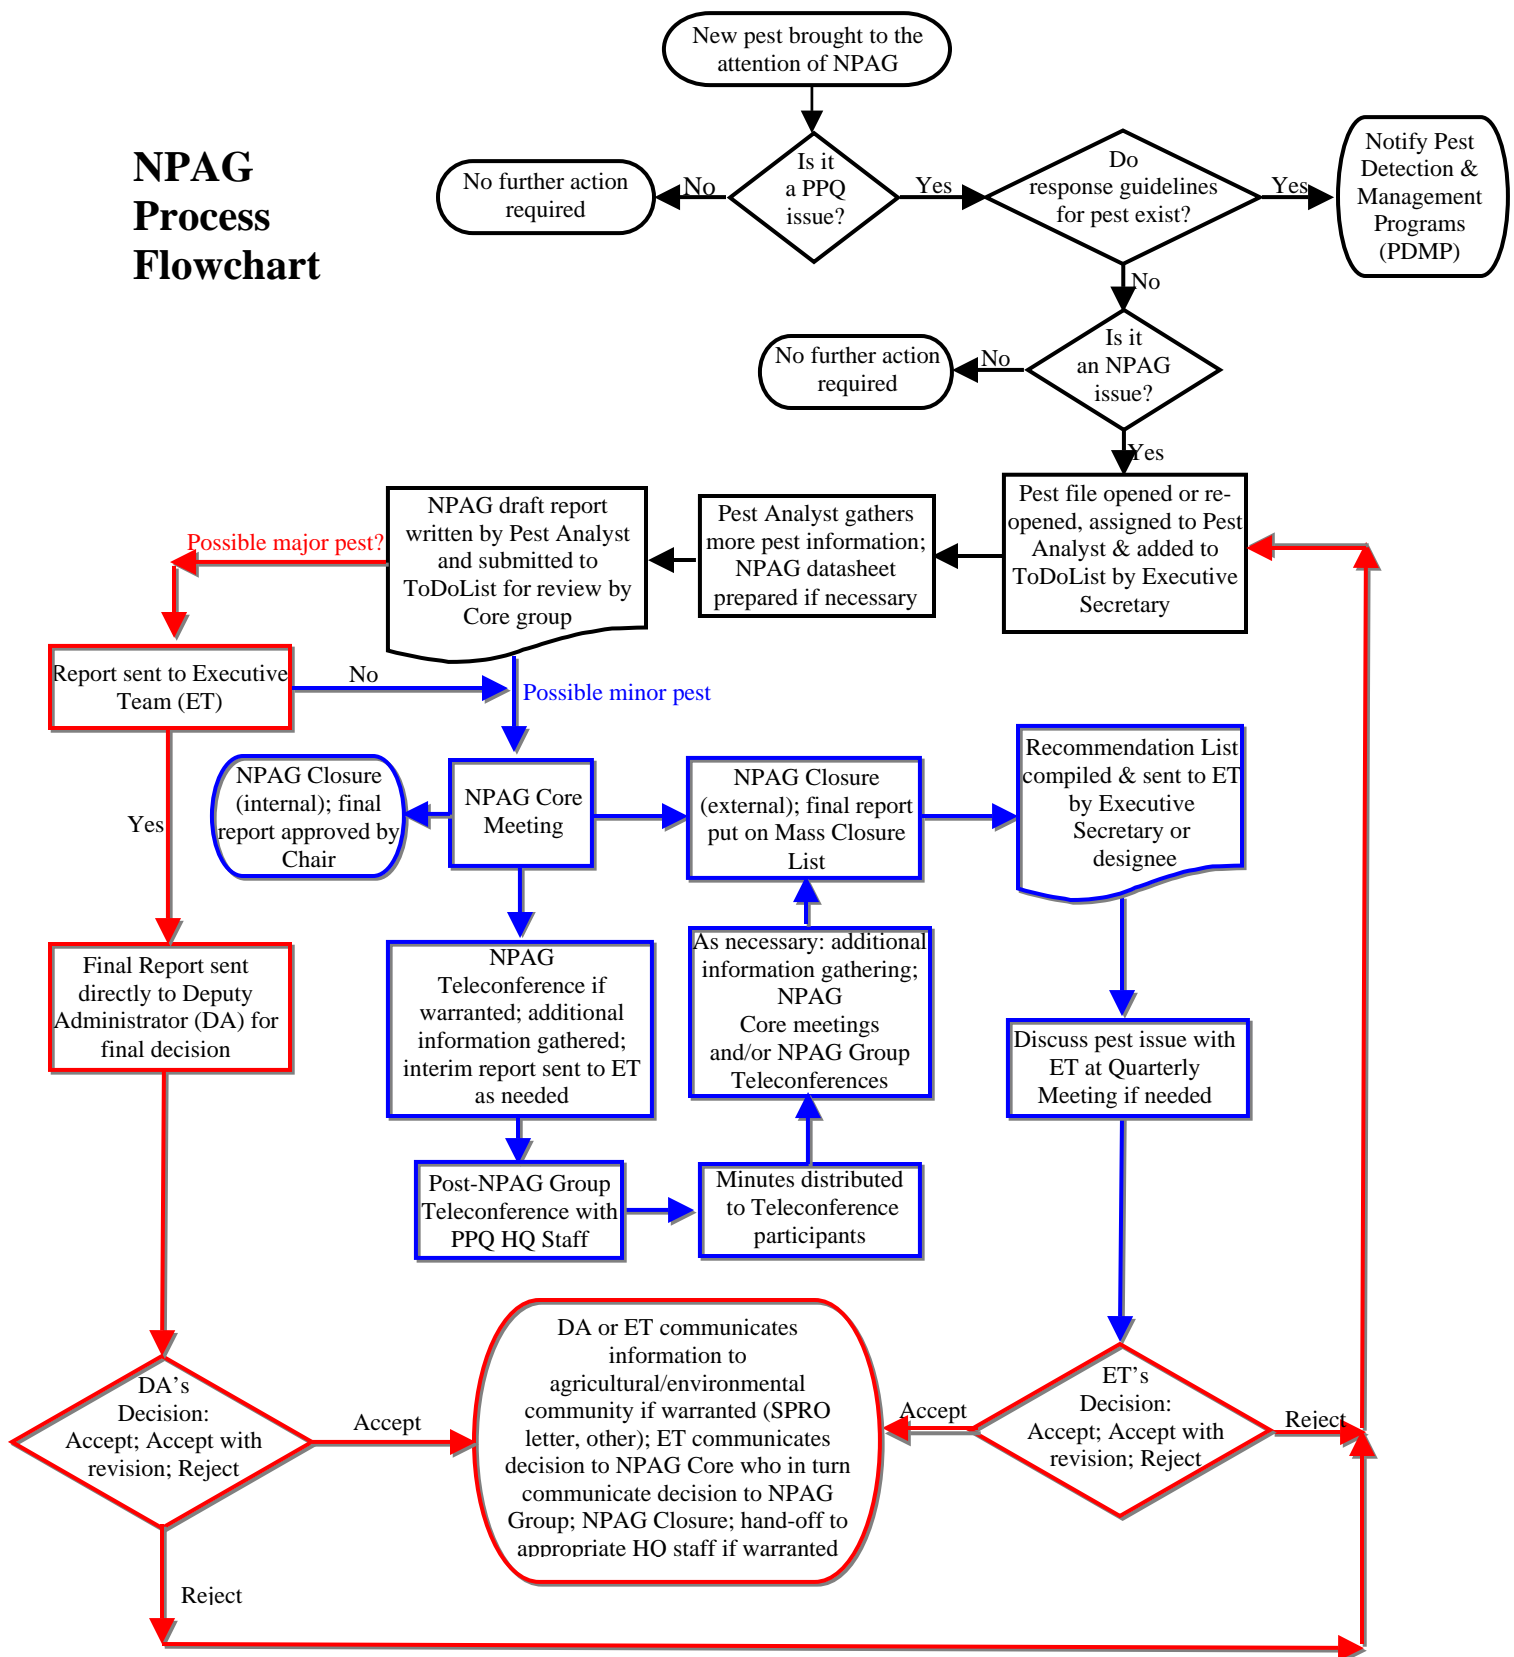 New pest brought to the
attention of NPAG
NPAG
Process
Flowchart
No further action
required
No
Is it
a PPQ
issue?
Yes
Do
response guidelines
for pest exist?
Yes
Notify Pest
Detection &
Management
Programs
(PDMP)
No
No further action
required
No
Is it
an NPAG
issue?
Yes
Pest file opened or re-
opened, assigned to Pest
Analyst & added to
ToDoList by Executive
Secretary
Pest Analyst gathers
more pest information;
NPAG datasheet
prepared if necessary
NPAG draft report
written by Pest Analyst
and submitted to
ToDoList for review by
Core group
Possible major pest?
Report sent to Executive
Team (ET)
No
Possible minor pest
Yes
NPAG Closure
(internal); final
report approved by
Chair
NPAG Core
Meeting
NPAG Closure
(external); final report
put on Mass Closure
List
Recommendation List
compiled & sent to ET
by Executive
Secretary or
designee
Final Report sent
directly to Deputy
Administrator (DA) for
final decision
NPAG
Teleconference if
warranted; additional
information gathered;
interim report sent to ET
as needed
As necessary: additional
information gathering;
NPAG
Core meetings
and/or NPAG Group
Teleconferences
Discuss pest issue with
ET at Quarterly
Meeting if needed
Post-NPAG Group
Teleconference with
PPQ HQ Staff
Minutes distributed
to Teleconference
participants
DA's
Decision:
Accept; Accept with
revision; Reject
Accept
DA or ET communicates
information to
agricultural/environmental
community if warranted (SPRO
letter, other); ET communicates
decision to NPAG Core who in turn
communicate decision to NPAG
Group; NPAG Closure; hand-off to
appropriate HQ staff if warranted
Accept
ET's
Decision:
Accept; Accept with
revision; Reject
Reject
Reject